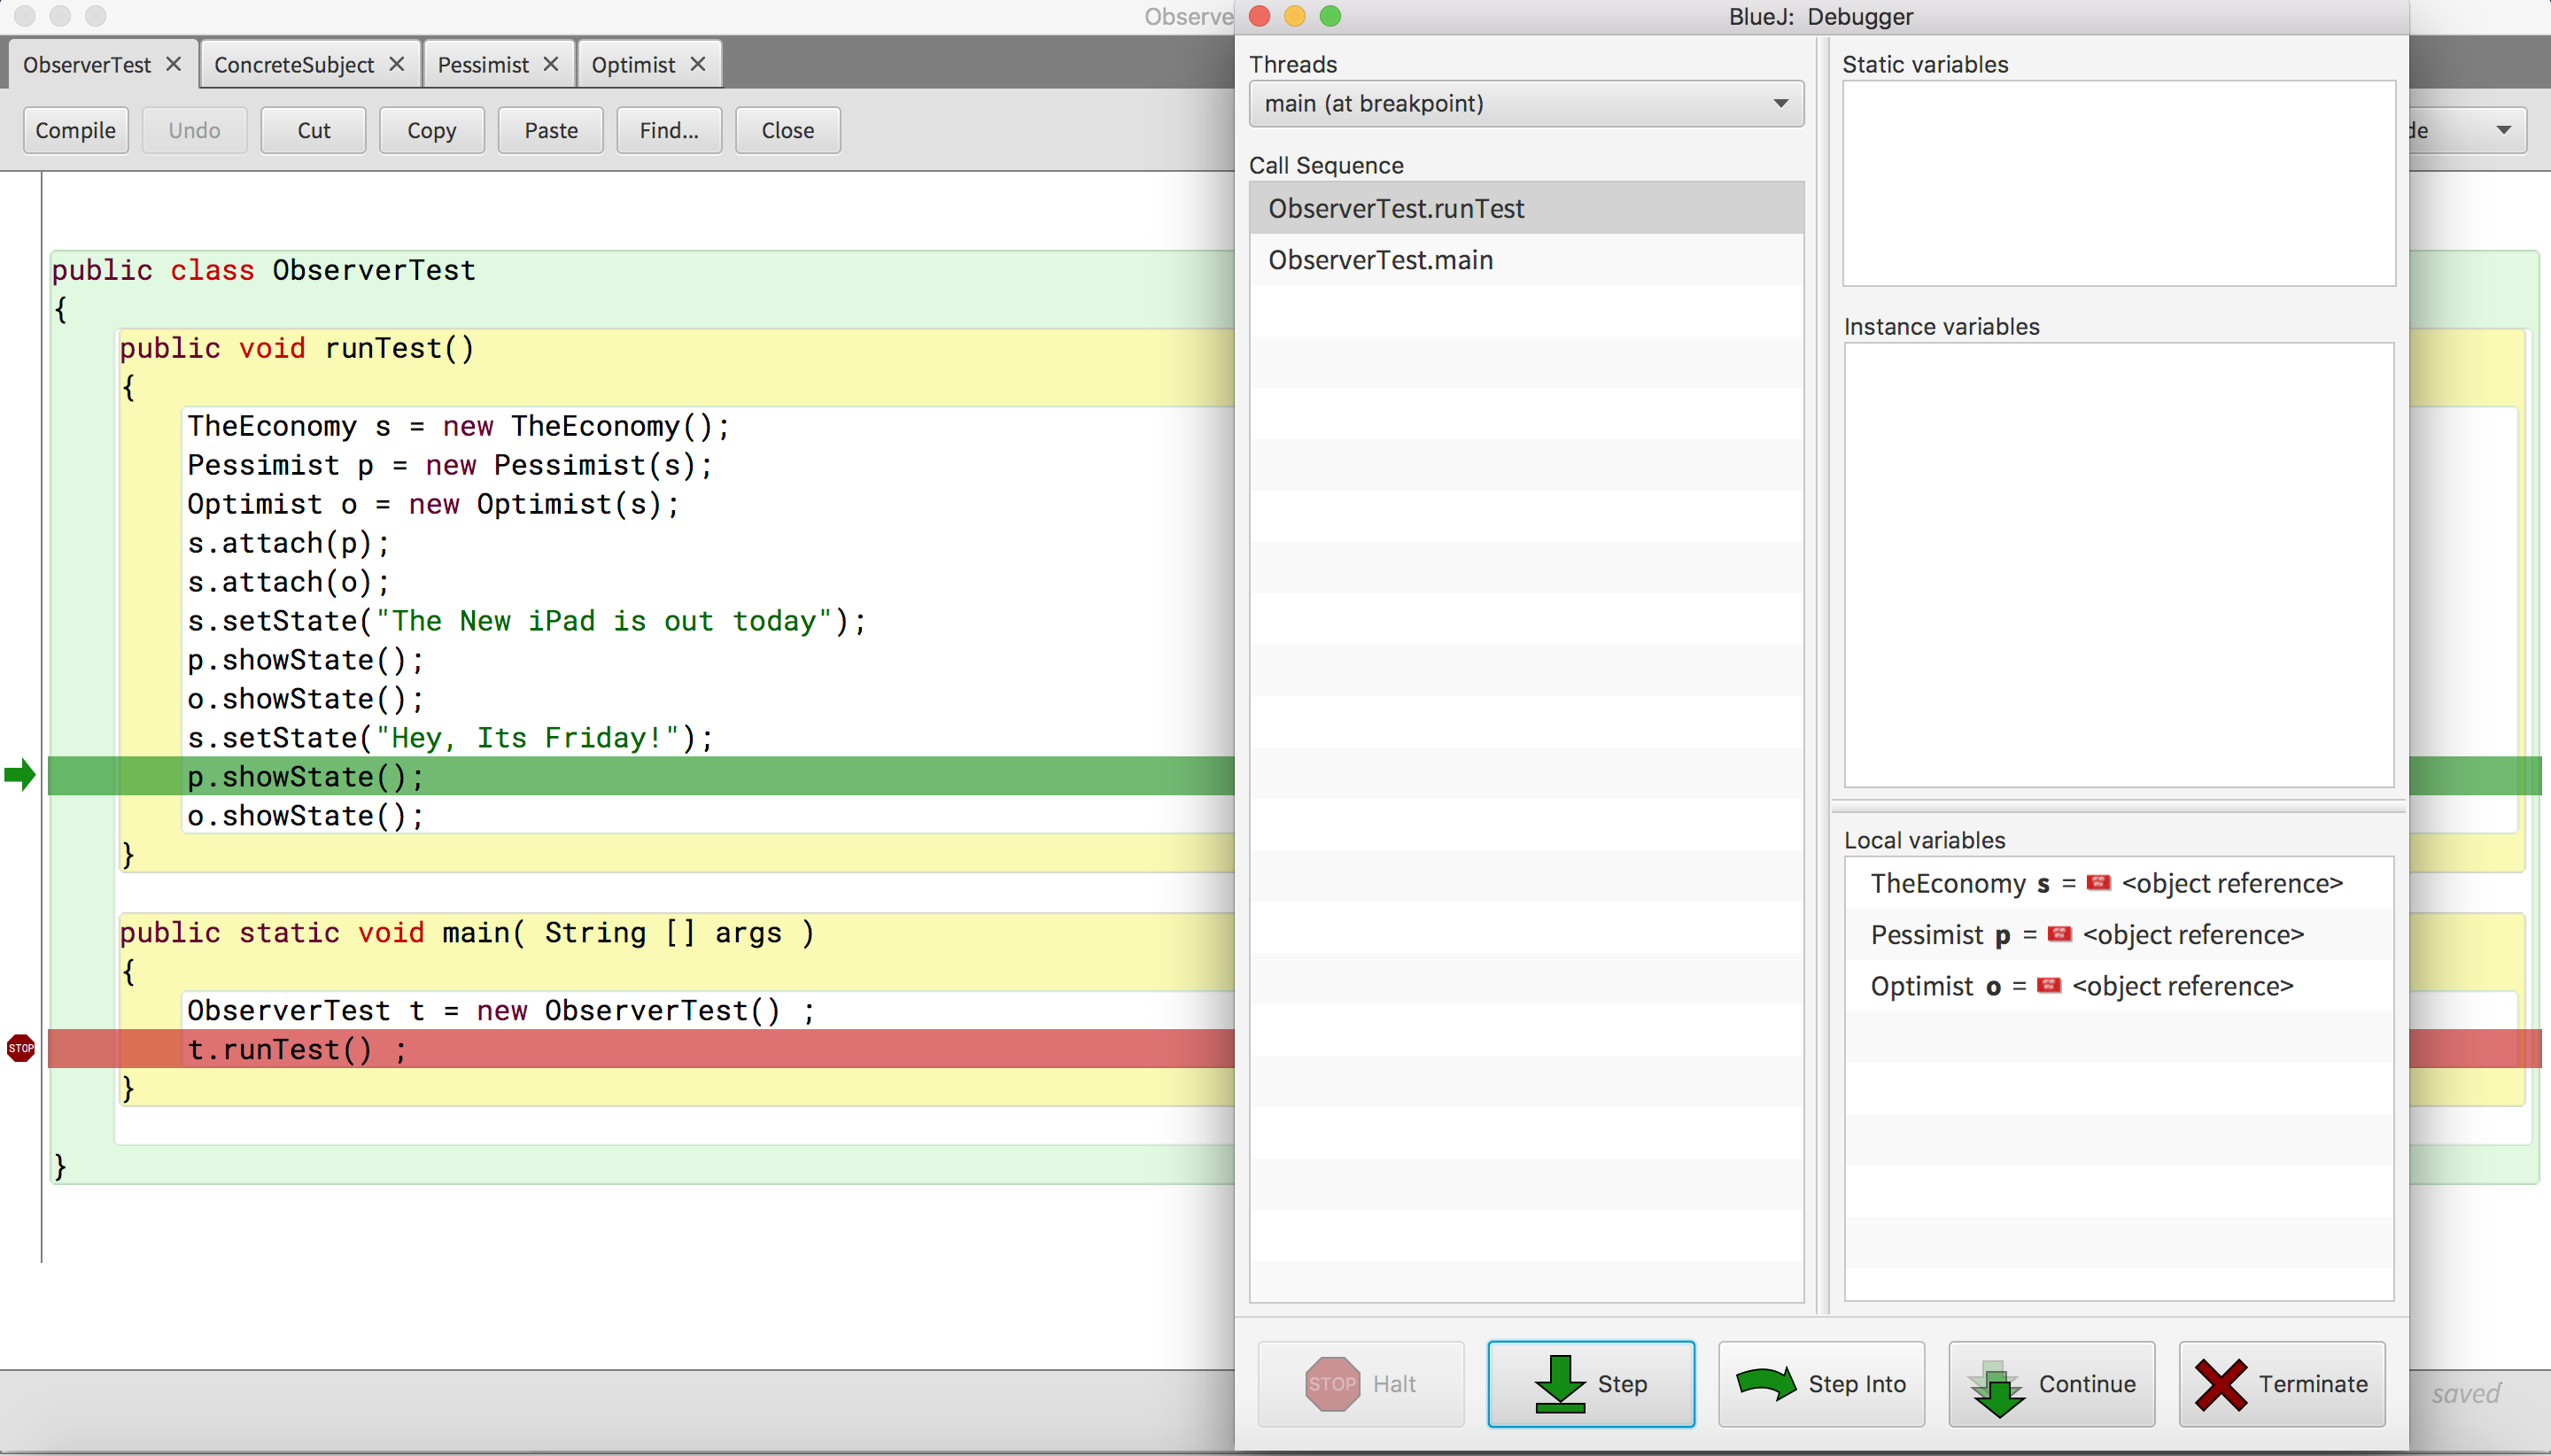 Observe
BlueJ: Debugger
ObserverTest
ConcreteSubject
Pessimist
Optimist
Compile
Undo
Cut
Copy
Paste
Find...
Close
public class ObserverTest
{
public void runTest()
{
TheEconomy s = new TheEconomy();
Pessimist p = new Pessimist(s);
Optimist o = new Optimist(s);
s.attach(p);
s.attach(o);
s.setState("The New iPad is out today");
p.showState();
o.showState();
s.setState("Hey, Its Friday!");
p.showState();
o.showState();
}
public static void main( String [] args )
{
ObserverTest t = new ObserverTest() ;
STOP
t.runTest() ;
}
}
Threads
main (at breakpoint)
Call Sequence
ObserverTest.runTest
ObserverTest.main
Static variables
Instance variables
Local variables
TheEconomy s = <object reference>
Pessimist p = <object reference>
Optimist o = <object reference>
STOP Halt
Step
Step Into
Continue
Terminate
saved